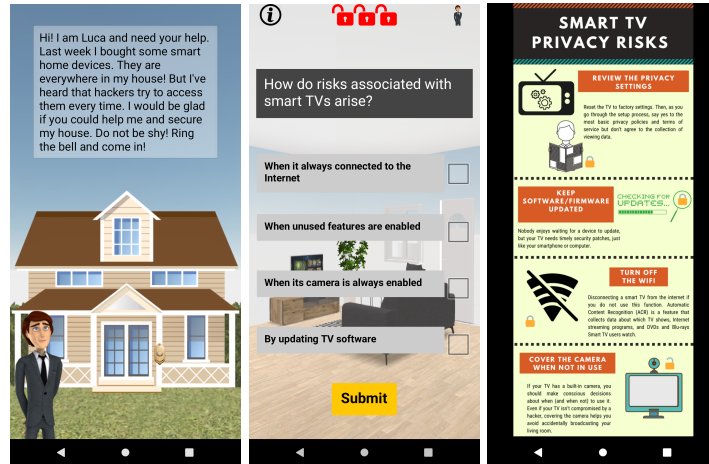 Hi! I am Luca and need your help.
Last week I bought some smart
home devices. They are
everywhere in my house! But I've
heard that hackers try to access
them every time. I would be glad
if you could help me and secure
my house. Do not be shy! Ring
the bell and come in!
How do risks associated with
smart TVs arise?
When it always connected to the
Internet
When unused features are enabled
When its camera is always enabled
By updating TV software
Submit
SMART TV
PRIVACY RISKS
REVIEW THE PRIVACY
SETTINGS
Reset the TV to factory settings. Then, as
you go through the setup process, say yes to the
most basic privacy policies and terms of
service but don't agree to the collection of
viewing data.
KEEP
SOFTWARE/FIRMWARE
UPDATED
CHECKING FOR
UPDATES...
Nobody enjoys waiting for a device to update,
but your TV needs timely security patches, just
like your smartphone or computer.
TURN OFF
THE WIFI
Disconnecting a smart TV from the internet if
you do not use this function. Automatic
Content Recognition (ACR) is a feature that
collects data about which TV shows, Internet
streaming programs, and DVDs and Blu-rays
Smart TV users watch.
COVER THE CAMERA
WHEN NOT IN USE
If your TV has a built-in camera, you
should make conscious decisions
about when (and when not) to use it.
Even if your TV isn't compromised by a
hacker, covering the camera helps you
avoid accidentally broadcasting your
living room.